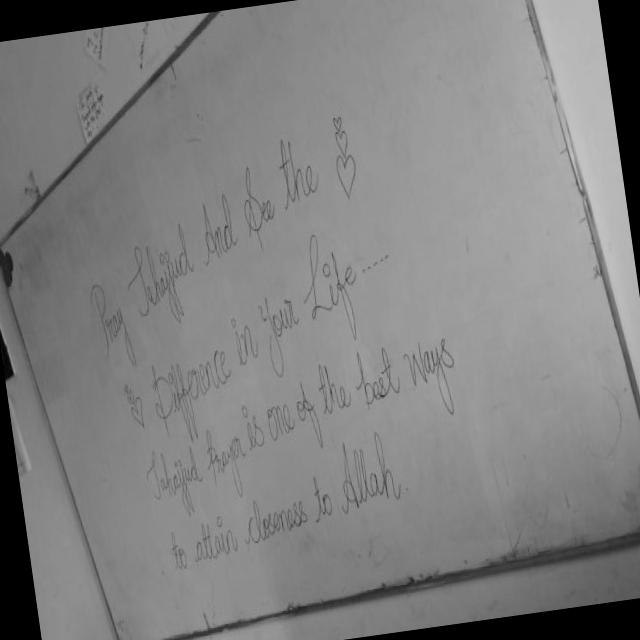 Pray Tahajjud And See the
Difference in your Life......
Tahajjud Prayer is one of the best ways
to attain closeness to Allah